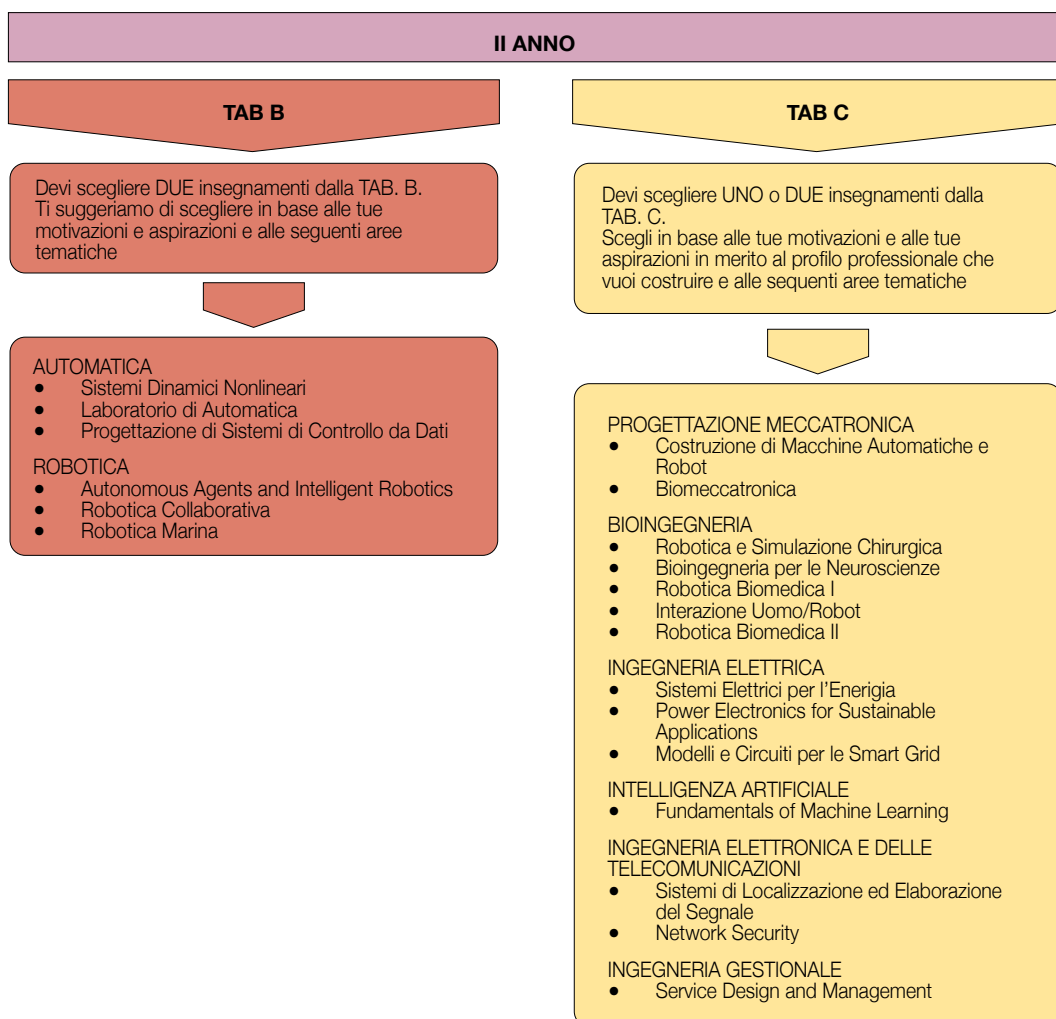 II ANNO
TAB B
Devi scegliere DUE insegnamenti dalla TAB. B.
Ti suggeriamo di scegliere in base alle tue
motivazioni e aspirazioni e alle seguenti aree
tematiche
AUTOMATICA
• Sistemi Dinamici Nonlineari
• Laboratorio di Automatica
• Progettazione di Sistemi di Controllo da Dati
ROBOTICA
• Autonomous Agents and Intelligent Robotics
• Robotica Collaborativa
• Robotica Marina
TAB C
Devi scegliere UNO o DUE insegnamenti dalla
TAB. C.
Scegli in base alle tue motivazioni e alle tue
aspirazioni in merito al profilo professionale che
vuoi costruire e alle sequenti aree tematiche
PROGETTAZIONE MECCATRONICA
• Costruzione di Macchine Automatiche e
Robot
• Biomeccatronica
BIOINGEGNERIA
• Robotica e Simulazione Chirurgica
• Bioingegneria per le Neuroscienze
• Robotica Biomedica I
• Interazione Uomo/Robot
• Robotica Biomedica II
INGEGNERIA ELETTRICA
• Sistemi Elettrici per l'Enerigia
• Power Electronics for Sustainable
Applications
• Modelli e Circuiti per le Smart Grid
INTELLIGENZA ARTIFICIALE
• Fundamentals of Machine Learning
INGEGNERIA ELETTRONICA E DELLE
TELECOMUNICAZIONI
• Sistemi di Localizzazione ed Elaborazione
del Segnale
• Network Security
INGEGNERIA GESTIONALE
• Service Design and Management